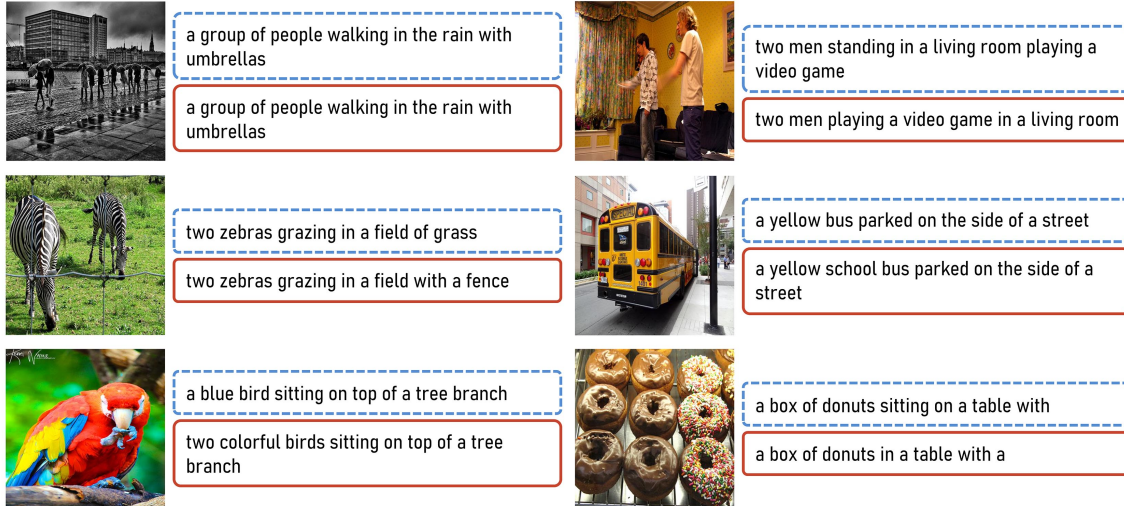 a group of people walking in the rain with
umbrellas
a group of people walking in the rain with
umbrellas
two men standing in a living room playing a
video game
two men playing a video game in a living room
two zebras grazing in a field of grass
two zebras grazing in a field with a fence
a yellow bus parked on the side of a street
a yellow school bus parked on the side of a
street
a blue bird sitting on top of a tree branch
two colorful birds sitting on top of a tree
branch
a box of donuts sitting on a table with
a box of donuts in a table with a